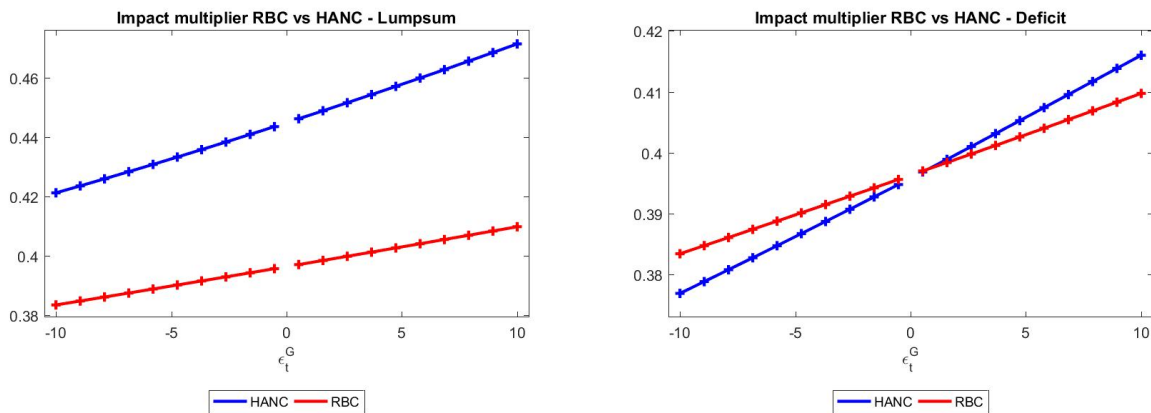 Impact multiplier RBC vs HANC - Lumpsum
0.46
0.44
0.42
0.4
0.38
-10 -5 0 5 10
ϵ_t^G
HANC RBC
Impact multiplier RBC vs HANC - Deficit
0.42
0.41
0.4
0.39
0.38
-10 -5 0 5 10
ϵ_t^G
HANC RBC